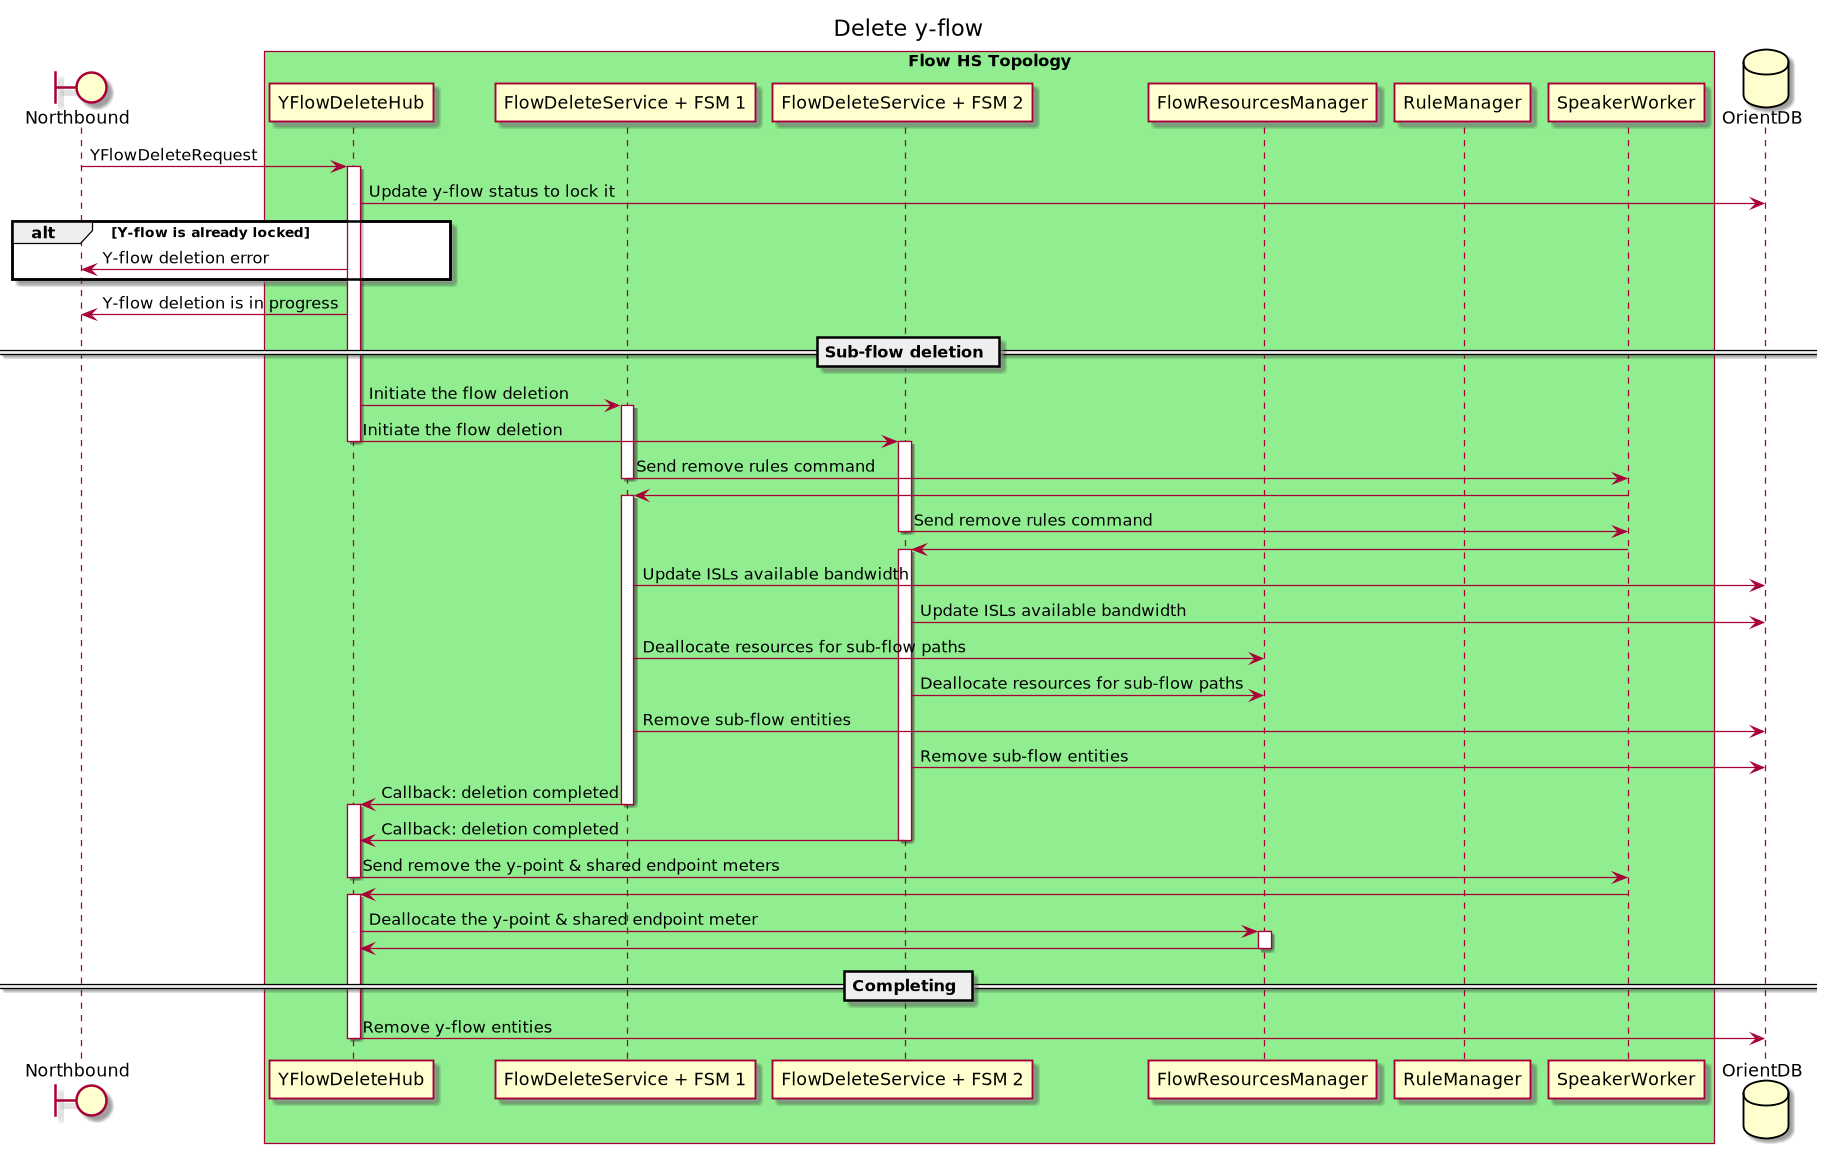 Delete y-flow
Flow HS Topology
Northbound
YFlowDeleteHub
FlowDeleteService + FSM 1
FlowDeleteService + FSM 2
FlowResourcesManager
RuleManager
SpeakerWorker
OrientDB
YFlowDeleteRequest
Update y-flow status to lock it
alt
[Y-flow is already locked]
Y-flow deletion error
Y-flow deletion is in progress
Sub-flow deletion
Initiate the flow deletion
Initiate the flow deletion
Send remove rules command
Send remove rules command
Update ISLs available bandwidth
Update ISLs available bandwidth
Deallocate resources for sub-flow paths
Deallocate resources for sub-flow paths
Remove sub-flow entities
Remove sub-flow entities
Callback: deletion completed
Callback: deletion completed
Send remove the y-point & shared endpoint meters
Deallocate the y-point & shared endpoint meter
Completing
Remove y-flow entities
Northbound
YFlowDeleteHub
FlowDeleteService + FSM 1
FlowDeleteService + FSM 2
FlowResourcesManager
RuleManager
SpeakerWorker
OrientDB